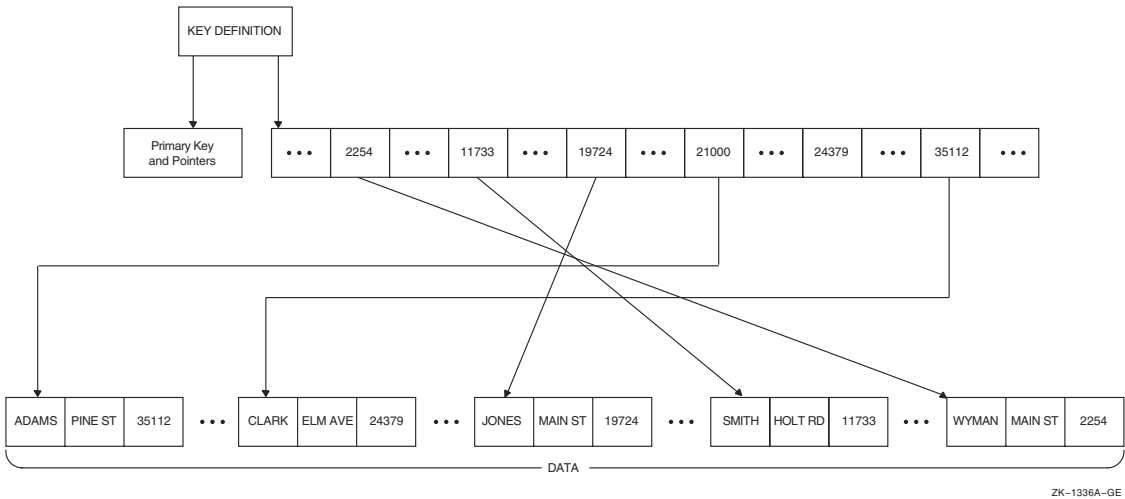 KEY DEFINITION
Primary Key
and Pointers
••• 2254 ••• 11733 ••• 19724 ••• 21000 ••• 24379 ••• 35112 •••
ADAMS PINE ST 35112 ••• CLARK ELM AVE 24379 ••• JONES MAIN ST 19724 ••• SMITH HOLT RD 11733 ••• WYMAN MAIN ST 2254
DATA
ZK–1336A–GE